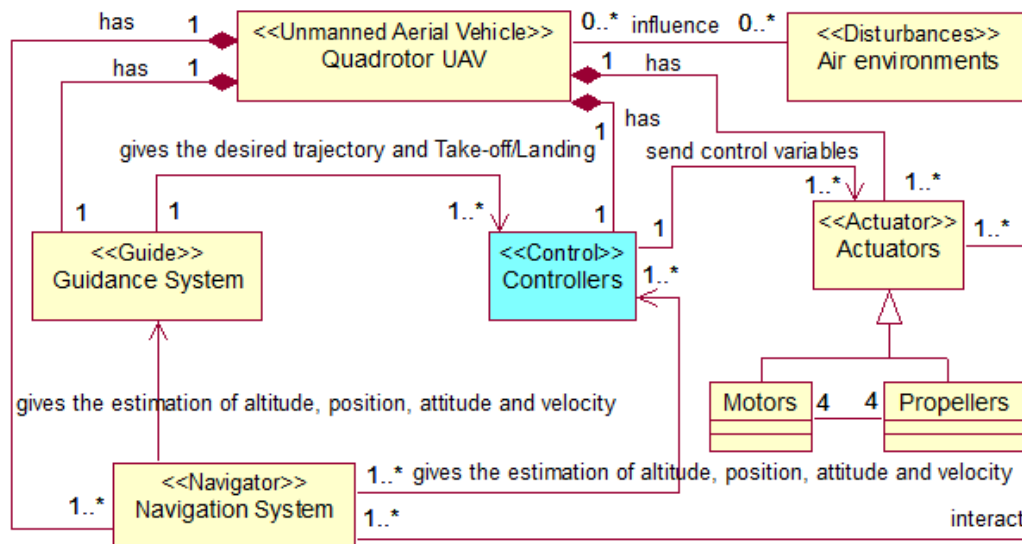 has 1
<<Unmanned Aerial Vehicle>>
Quadrotor UAV
0..* influence 0..*
<<Disturbances>>
Air environments
has 1
1 has
1 has
gives the desired trajectory and Take-off/Landing
send control variables
1
1
1..*
1
1
1..*
1..*
<<Guide>>
Guidance System
<<Control>>
Controllers
1..*
<<Actuator>>
Actuators
1..*
Motors
4 4
Propellers
gives the estimation of altitude, position, attitude and velocity
1..*
<<Navigator>>
Navigation System
1..* gives the estimation of altitude, position, attitude and velocity
1..*
interact